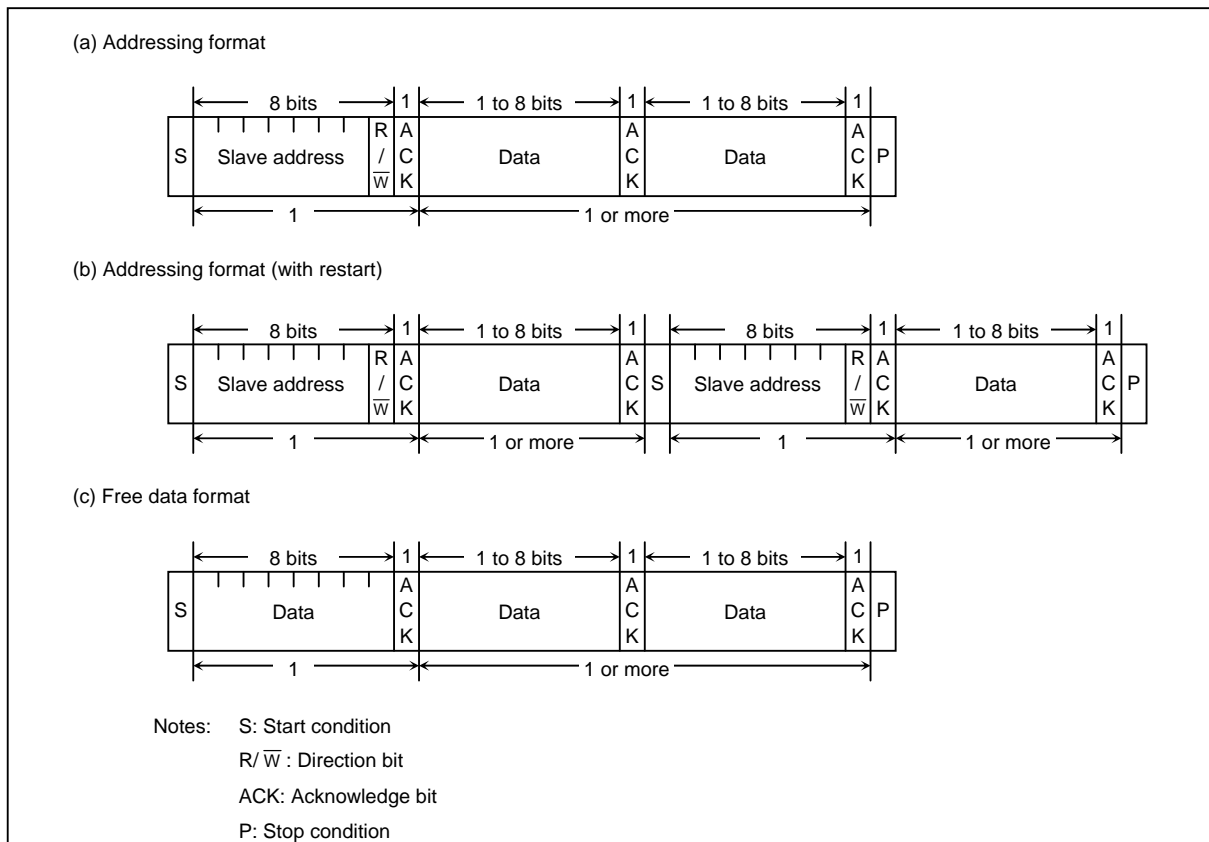 (a) Addressing format
8 bits 1 1 to 8 bits 1 1 to 8 bits 1
S Slave address R/W̅ ACK Data ACK Data ACK P
1 1 or more
(b) Addressing format (with restart)
8 bits 1 1 to 8 bits 1 8 bits 1 1 to 8 bits 1
S Slave address R/W̅ ACK Data ACK S Slave address R/W̅ ACK Data ACK P
1 1 or more 1 1 or more
(c) Free data format
8 bits 1 1 to 8 bits 1 1 to 8 bits 1
S Data ACK Data ACK Data ACK P
1 1 or more
Notes: S: Start condition
R/ W̅ : Direction bit
ACK: Acknowledge bit
P: Stop condition